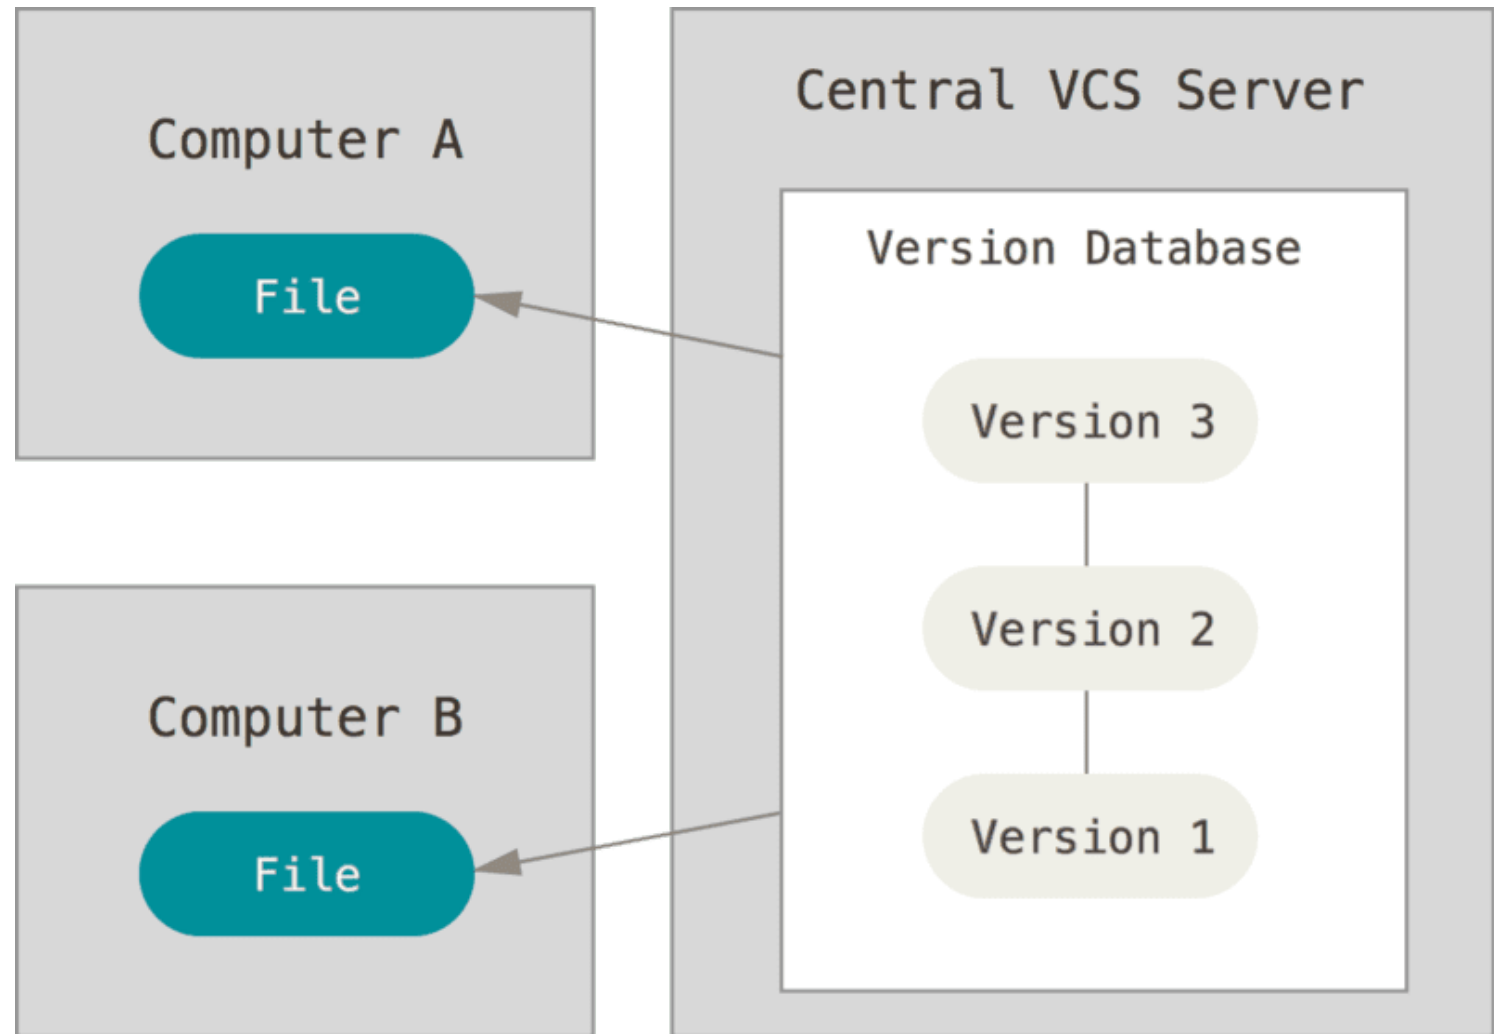 Computer A
File
Computer B
File
Central VCS Server
Version Database
Version 3
Version 2
Version 1